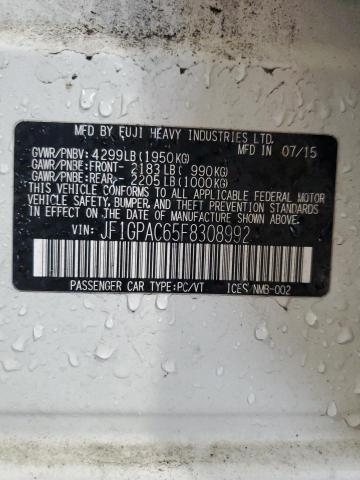 MFD BY FUJI HEAVY INDUSTRIES LTD. MFD IN 07/15
GVWR/PNBV: 4299LB(1950KG)
GAWR/PNBE:FRONT- 2183LB( 990KG)
GAWR/PNBE:REAR- 2205LB(1000KG)
THIS VEHICLE CONFORMS TO ALL APPLICABLE FEDERAL MOTOR
VEHICLE SAFETY, BUMPER, AND THEFT PREVENTION STANDARDS
IN EFFECT ON THE DATE OF MANUFACTURE SHOWN ABOVE.
VIN: JF1GPAC65F8308992
PASSENGER CAR TYPE:PC/VT ICES NMB-002